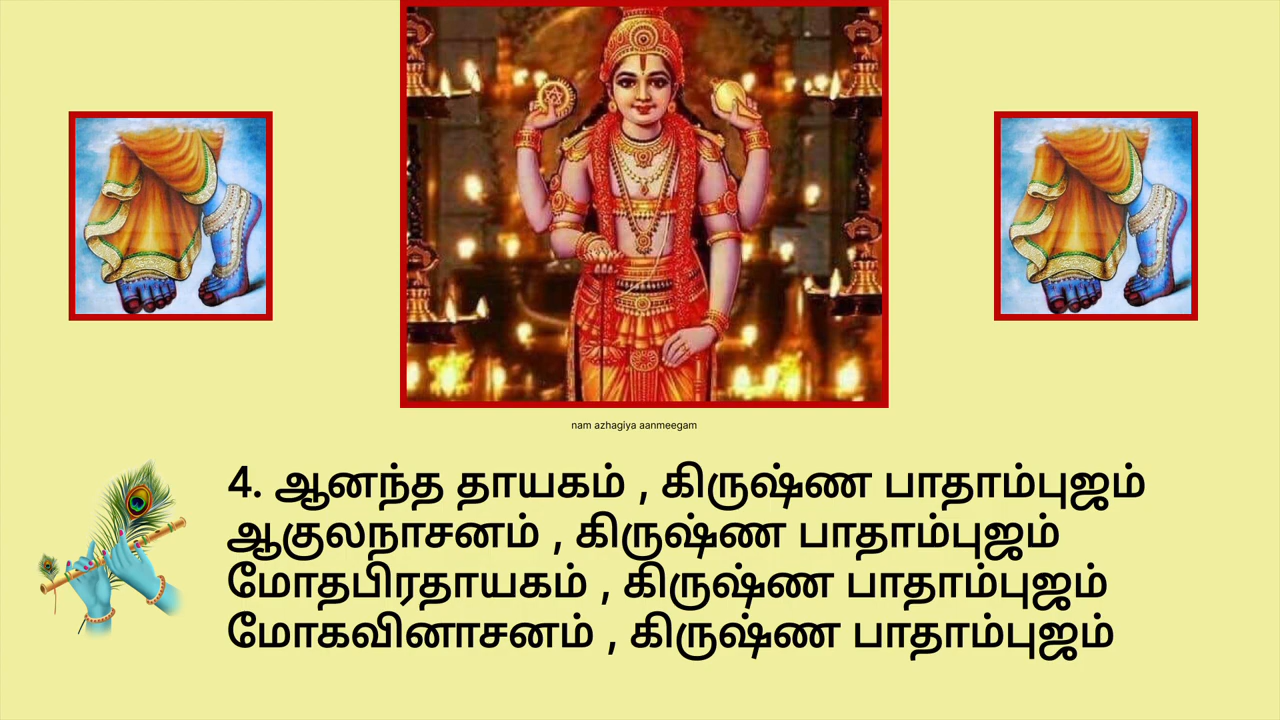 nam azhagiya aanmeegam
4. ஆனந்த தாயகம் , கிருஷ்ண பாதாம்புஜம்
ஆகுலநாசனம் , கிருஷ்ண பாதாம்புஜம்
மோதபிரதாயகம் , கிருஷ்ண பாதாம்புஜம்
மோகவினாசனம் , கிருஷ்ண பாதாம்புஜம்